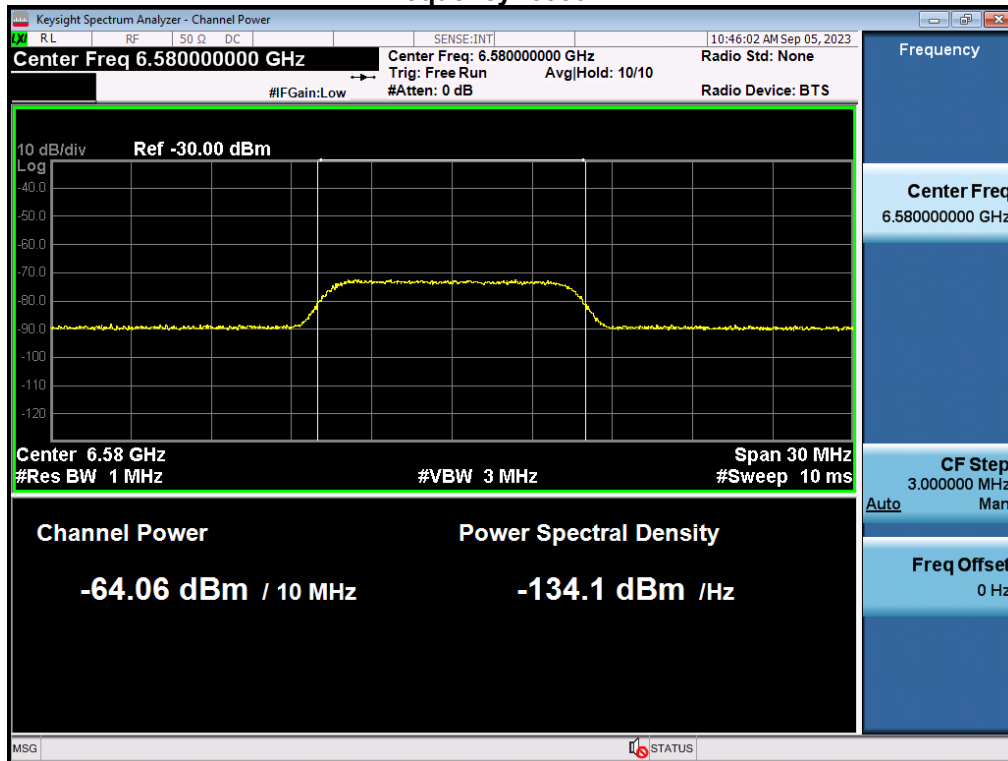 Keysight Spectrum Analyzer - Channel Power
LXI RL RF 50 Ω DC SENSE:INT 10:46:02 AM Sep 05, 2023
Center Freq 6.580000000 GHz
Center Freq: 6.580000000 GHz Radio Std: None
Trig: Free Run Avg|Hold: 10/10
#IFGain:Low #Atten: 0 dB Radio Device: BTS
10 dB/div Ref -30.00 dBm
Log
-40.0
-50.0
-60.0
-70.0
-80.0
-90.0
-100
-110
-120
Center 6.58 GHz Span 30 MHz
#Res BW 1 MHz #VBW 3 MHz #Sweep 10 ms
Channel Power Power Spectral Density
-64.06 dBm / 10 MHz -134.1 dBm /Hz
MSG STATUS
Frequency
Center Freq
6.580000000 GHz
CF Step
3.000000 MHz
Auto Man
Freq Offset
0 Hz